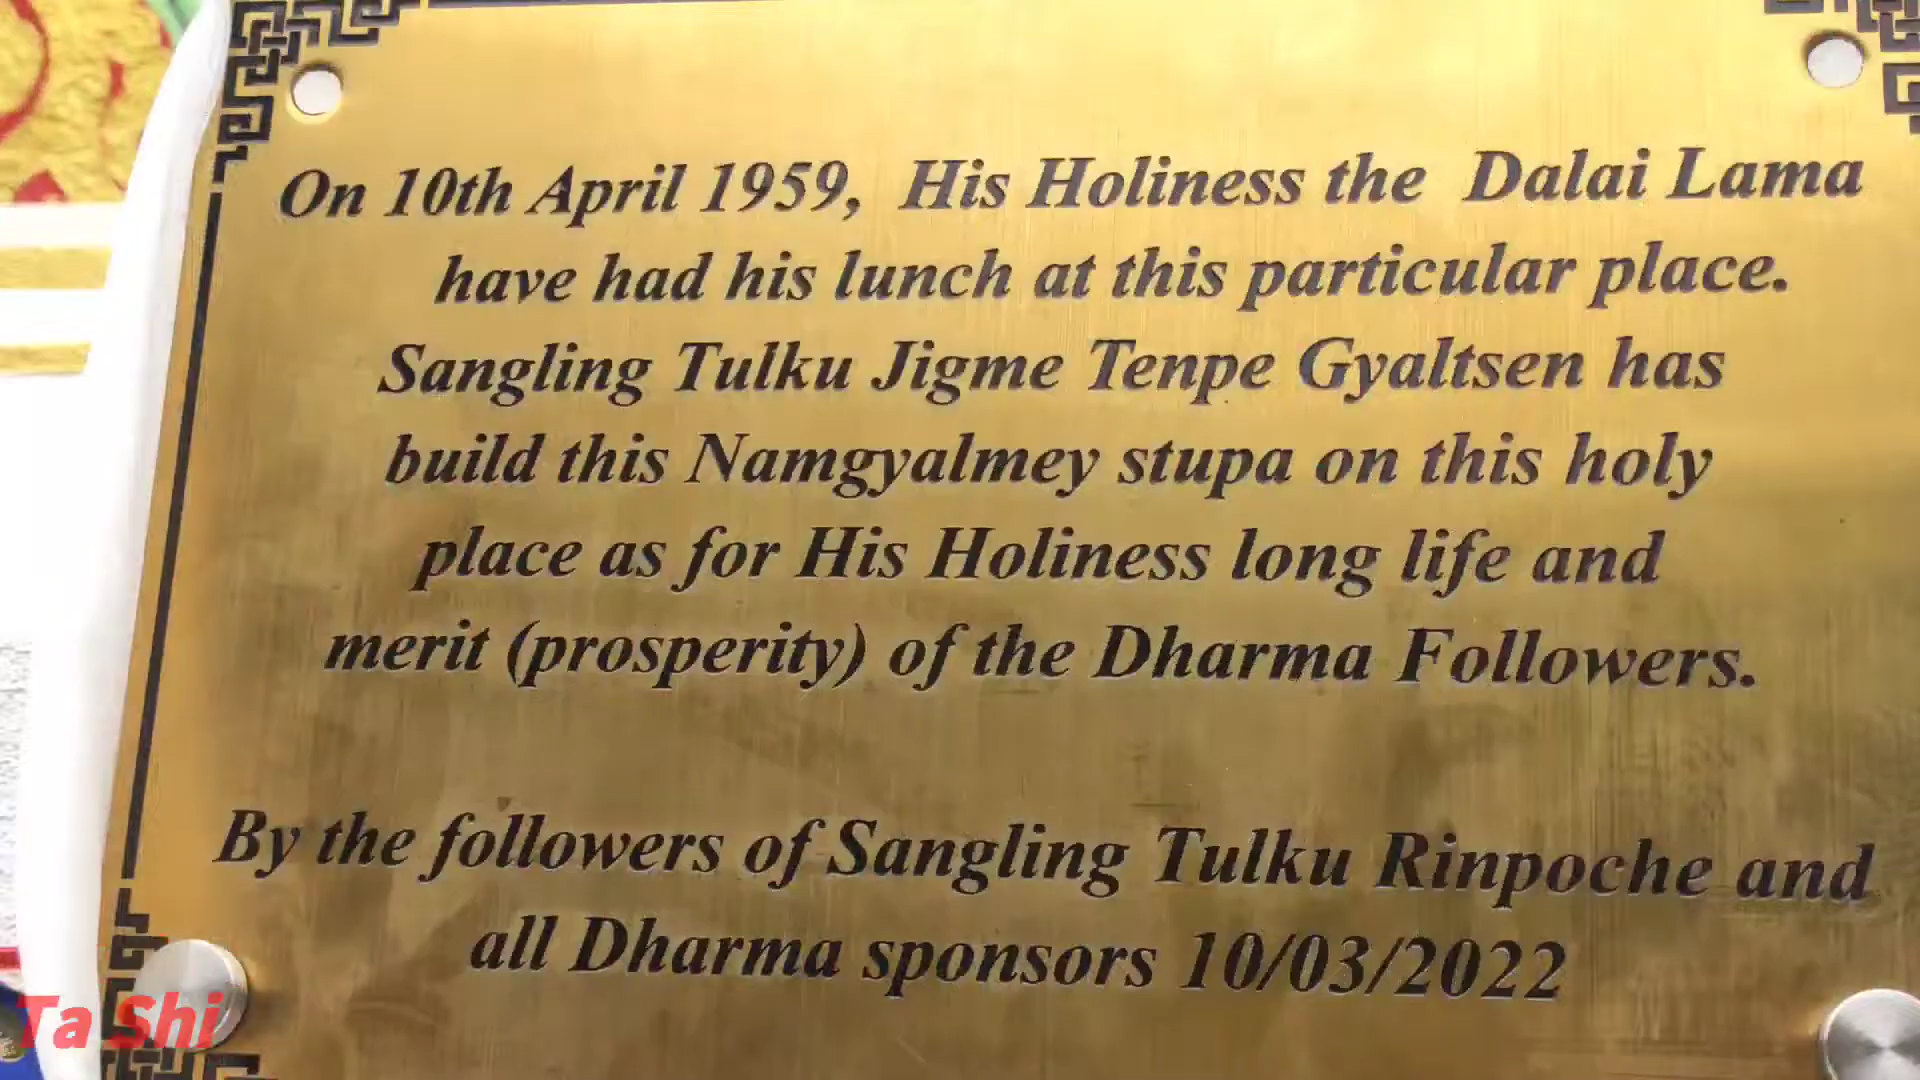 On 10th April 1959, His Holiness the Dalai Lama
have had his lunch at this particular place.
Sangling Tulku Jigme Tenpe Gyaltsen has
build this Namgyalmey stupa on this holy
place as for His Holiness long life and
merit (prosperity) of the Dharma Followers.
By the followers of Sangling Tulku Rinpoche and
all Dharma sponsors 10/03/2022
Ta Shi